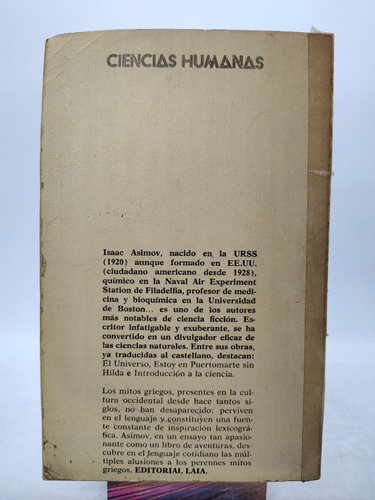 CIENCIAS HUMANAS
Isaac Asimov, nacido en la URSS
(1920) aunque formado en EE.UU.
(ciudadano americano desde 1928),
químico en la Naval Air Experiment
Station de Filadelfia, profesor de medi-
cina y bioquímica en la Universidad
de Boston... es uno de los autores
más notables de ciencia ficción. Es-
critor infatigable y exuberante, se ha
convertido en un divulgador eficaz de
las ciencias naturales. Entre sus obras,
ya traducidas al castellano, destacan:
El Universo, Estoy en Puertomarte sin
Hilda e Introducción a la ciencia.
Los mitos griegos, presentes en la cul-
tura occidental desde hace tantos si-
glos, no han desaparecido: perviven
en el lenguaje y constituyen una fuen-
te constante de inspiración lexicográ-
fica. Asimov, en un ensayo tan apasio-
nante como un libro de aventuras, des-
cubre en el lenguaje cotidiano las múl-
tiples alusiones a los perennes mitos
griegos. EDITORIAL LAIA.